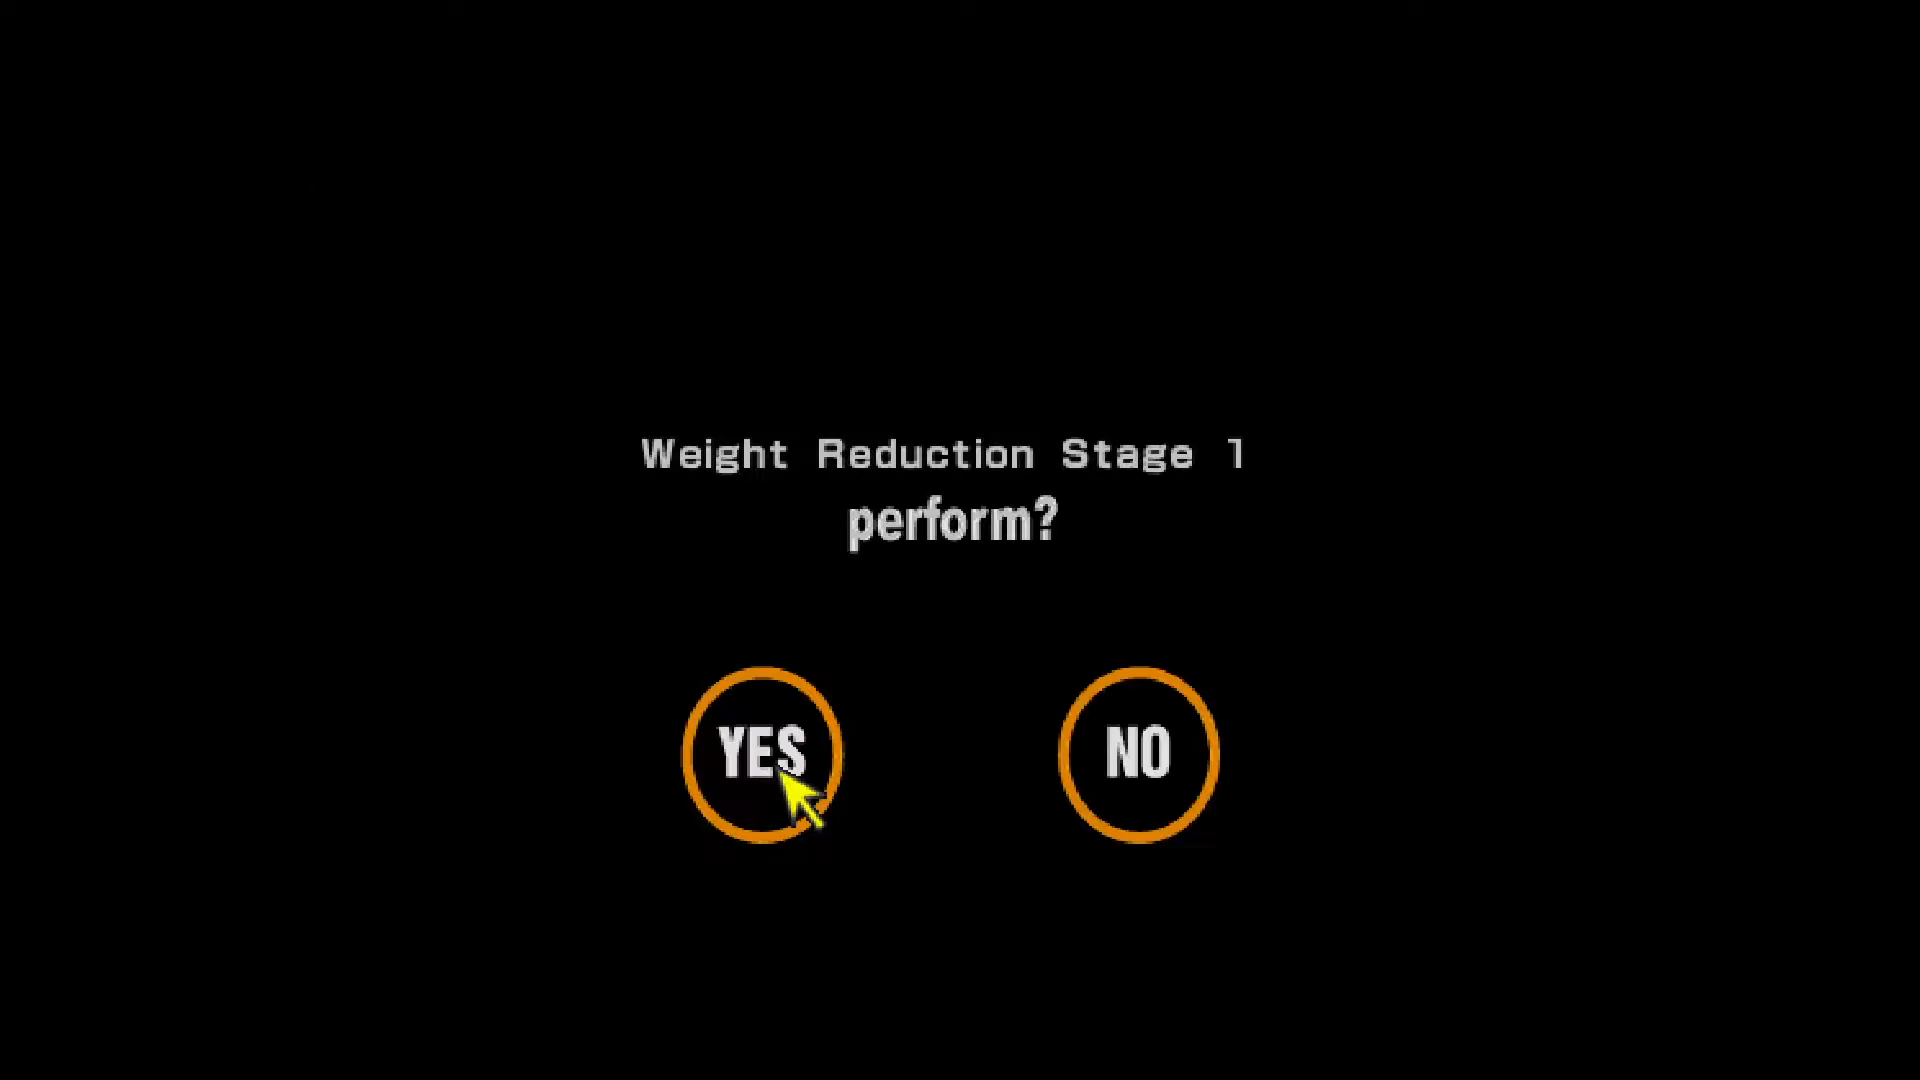 Weight Reduction Stage 1
perform?
YES NO